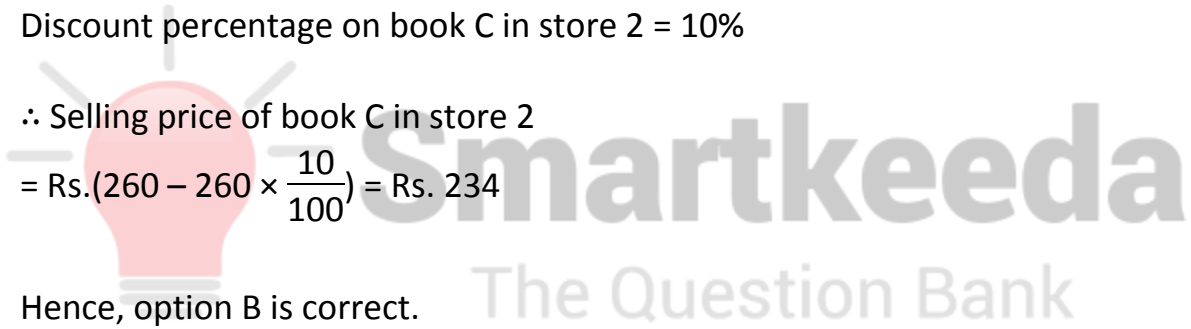 Discount percentage on book C in store 2 = 10%
∴ Selling price of book C in store 2
= Rs.(260 – 260 × 10/100) = Rs. 234
Hence, option B is correct.
Smartkeeda
The Question Bank